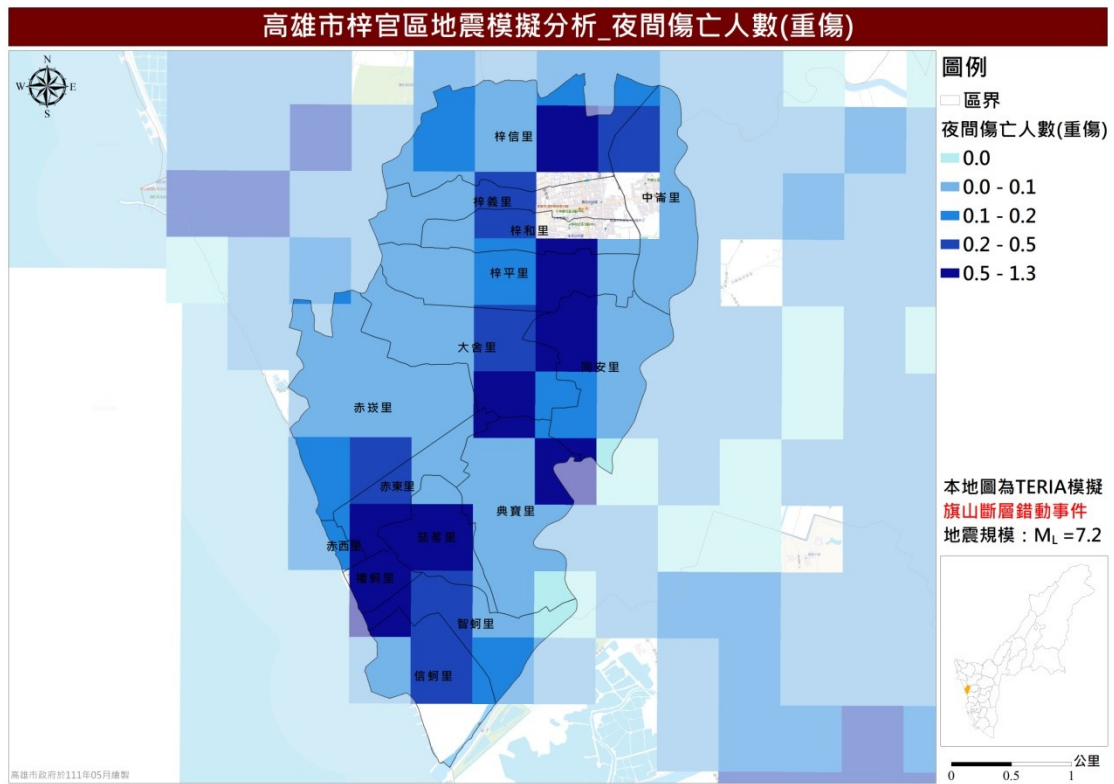 高雄市梓官區地震模擬分析_夜間傷亡人數(重傷)
N
W
E
S
圖例
區界
夜間傷亡人數(重傷)
0.0
0.0 - 0.1
0.1 - 0.2
0.2 - 0.5
0.5 - 1.3
梓信里
中崙里
梓義里
梓和里
梓平里
大舍里
赤崁里
赤東里
典寶里
赤西里
智蚵里
信蚵里
本地圖為TERIA模擬
旗山斷層錯動事件
地震規模：ML =7.2
公里
0 0.5 1
高雄市政府於111年05月繪製